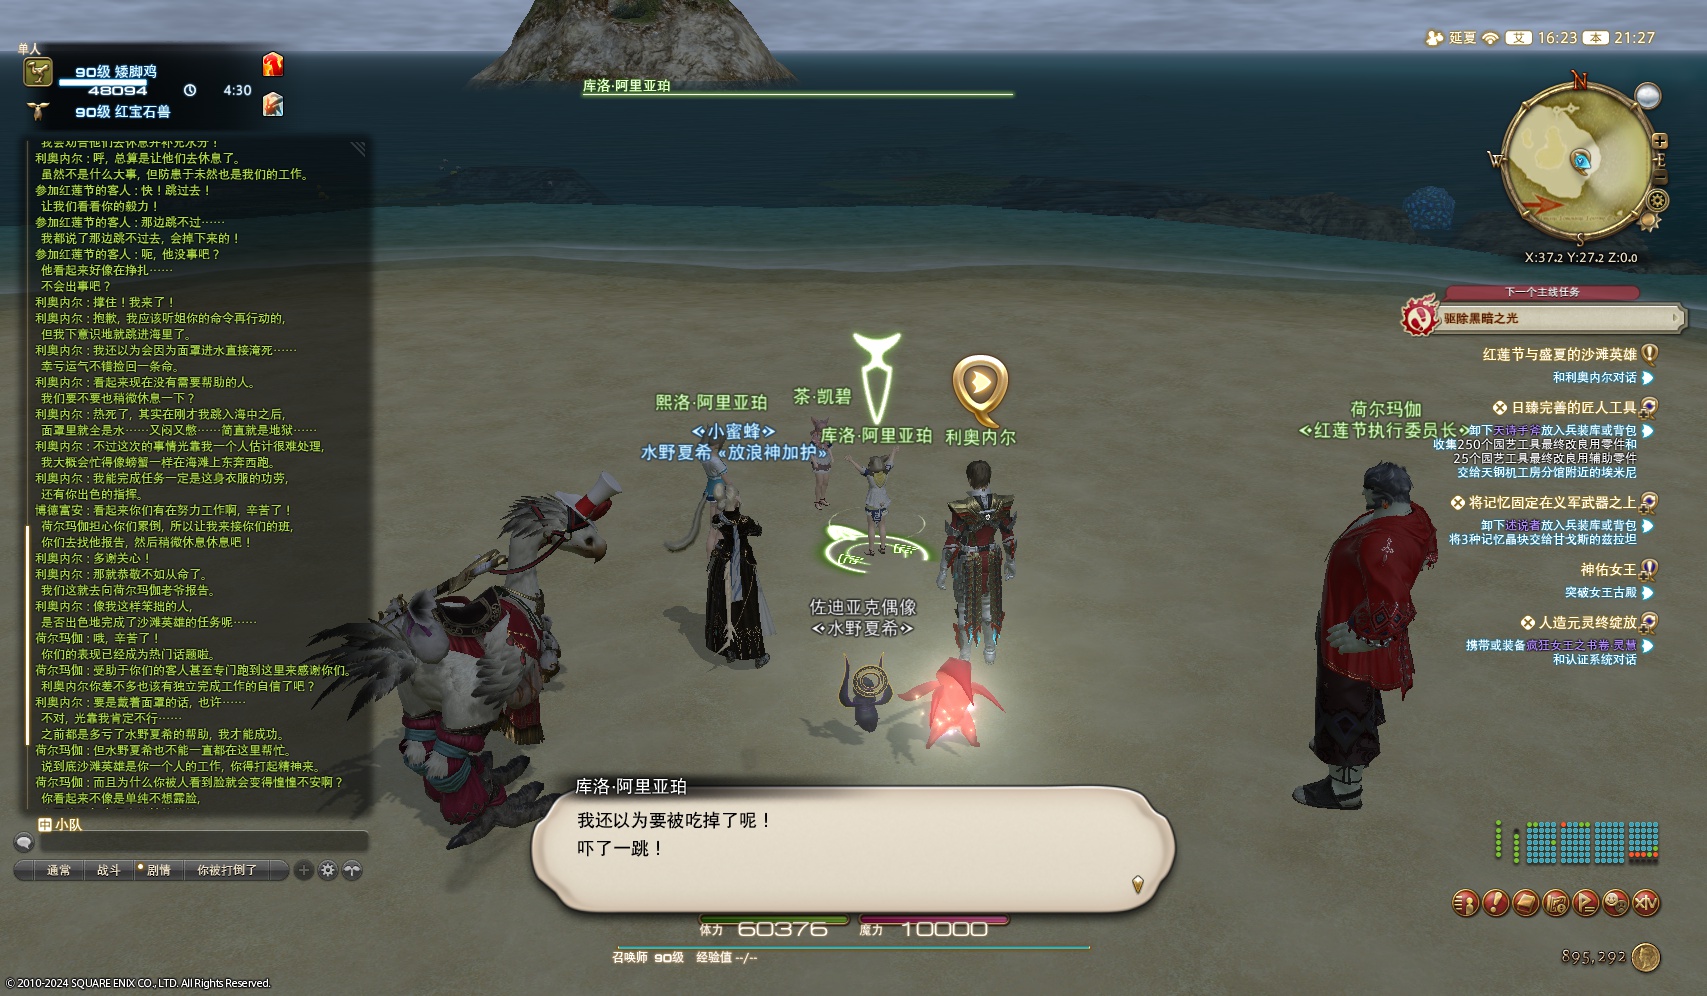 单人
90级 矮脚鸡
48094
4:30
90级 红宝石兽
库洛·阿里亚珀
延夏 艾 16:23 本 21:27
N
W
E
S
X:37.2 Y:27.2 Z:0.0
我会劝告他们去休息并补充水分！
利奥内尔：呼，总算是让他们去休息了。
虽然不是什么大事，但防患于未然也是我们的工作。
参加红莲节的客人：快！跳过去！
让我们看看你的毅力！
参加红莲节的客人：那边跳不过……
我都说了那边跳不过去，会掉下来的！
参加红莲节的客人：呃，他没事吧？
他看起来好像在挣扎……
不会出事吧？
利奥内尔：撑住！我来了！
利奥内尔：抱歉，我应该听姐你的命令再行动的，
但我下意识地就跳进海里了。
利奥内尔：我还以为会因为面罩进水直接淹死……
幸亏运气不错捡回一条命。
利奥内尔：看起来现在没有需要帮助的人。
我们要不要也稍微休息一下？
利奥内尔：热死了，其实在刚才我跳入海中之后，
面罩里就全是水……又闷又憋……简直就是地狱……
利奥内尔：不过这次的事情光靠我一个人估计很难处理，
我大概会忙得像螃蟹一样在海滩上东奔西跑。
利奥内尔：我能完成任务一定是这身衣服的功劳，
还有你出色的指挥。
博德富安：看起来你们有在努力工作啊，辛苦了！
荷尔玛伽担心你们累倒，所以让我来接你们的班，
你们去找他报告，然后稍微休息休息吧！
利奥内尔：多谢关心！
利奥内尔：那就恭敬不如从命了。
我们这就去向荷尔玛伽老爷报告。
利奥内尔：像我这样笨拙的人，
是否出色地完成了沙滩英雄的任务呢……
荷尔玛伽：哦，辛苦了！
你们的表现已经成为热门话题啦。
荷尔玛伽：受助于你们的客人甚至专门跑到这里来感谢你们。
利奥内尔你差不多也该有独立完成工作的自信了吧？
利奥内尔：要是戴着面罩的话，也许……
不对，光靠我肯定不行……
之前都是多亏了水野夏希的帮助，我才能成功。
荷尔玛伽：但水野夏希也不能一直都在这里帮忙。
说到底沙滩英雄是你一个人的工作，你得打起精神来。
荷尔玛伽：而且为什么你被人看到脸就会变得惶惶不安啊？
你看起来不像是单纯不想露脸，
中 小队
通常 战斗 剧情 你被打倒了
下一个主线任务
驱除黑暗之光
红莲节与盛夏的沙滩英雄
和利奥内尔对话
日臻完善的匠人工具
卸下天诗手斧放入兵装库或背包
收集250个园艺工具最终改良用零件和
25个园艺工具最终改良用辅助零件
交给天钢机工房分馆附近的埃米尼
将记忆固定在义军武器之上
卸下述说者放入兵装库或背包
将3种记忆晶块交给甘戈斯的兹拉坦
神佑女王
突破女王古殿
人造元灵终绽放
携带或装备疯狂女王之书卷·灵慧
和认证系统对话
熙洛·阿里亚珀
茶·凯碧
库洛·阿里亚珀
利奥内尔
«小蜜蜂»
水野夏希 «放浪神加护»
荷尔玛伽
«红莲节执行委员长»
佐迪亚克偶像
«水野夏希»
库洛·阿里亚珀
我还以为要被吃掉了呢！
吓了一跳！
体力 60376 魔力 10000
召唤师 90级 经验值 --/--
XIV
895,292
© 2010-2024 SQUARE ENIX CO., LTD. All Rights Reserved.